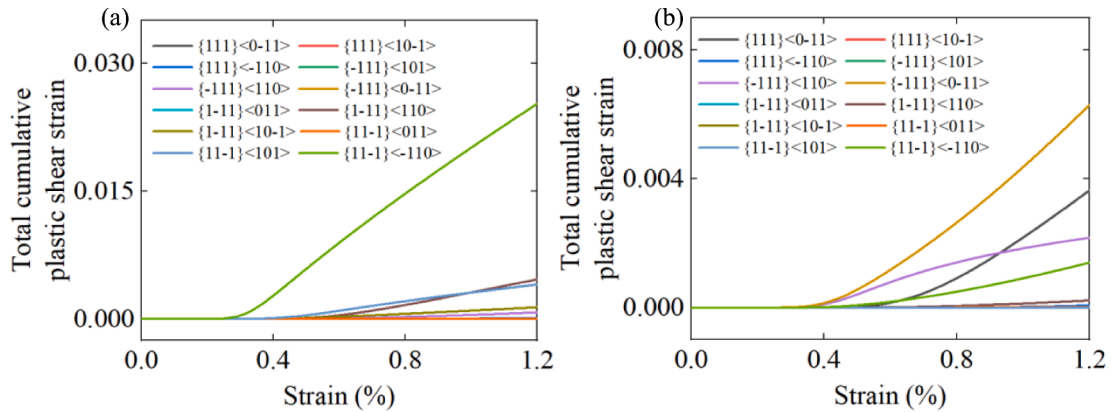 (a)
Total cumulative
plastic shear strain
0.030
0.015
0.000
{111}<0-11> {111}<10-1>
{111}<-110> {-111}<101>
{-111}<110> {-111}<0-11>
{1-11}<011> {1-11}<110>
{1-11}<10-1> {11-1}<011>
{11-1}<101> {11-1}<-110>
0.0 0.4 0.8 1.2
Strain (%)
(b)
Total cumulative
plastic shear strain
0.008
0.004
0.000
{111}<0-11> {111}<10-1>
{111}<-110> {-111}<101>
{-111}<110> {-111}<0-11>
{1-11}<011> {1-11}<110>
{1-11}<10-1> {11-1}<011>
{11-1}<101> {11-1}<-110>
0.0 0.4 0.8 1.2
Strain (%)